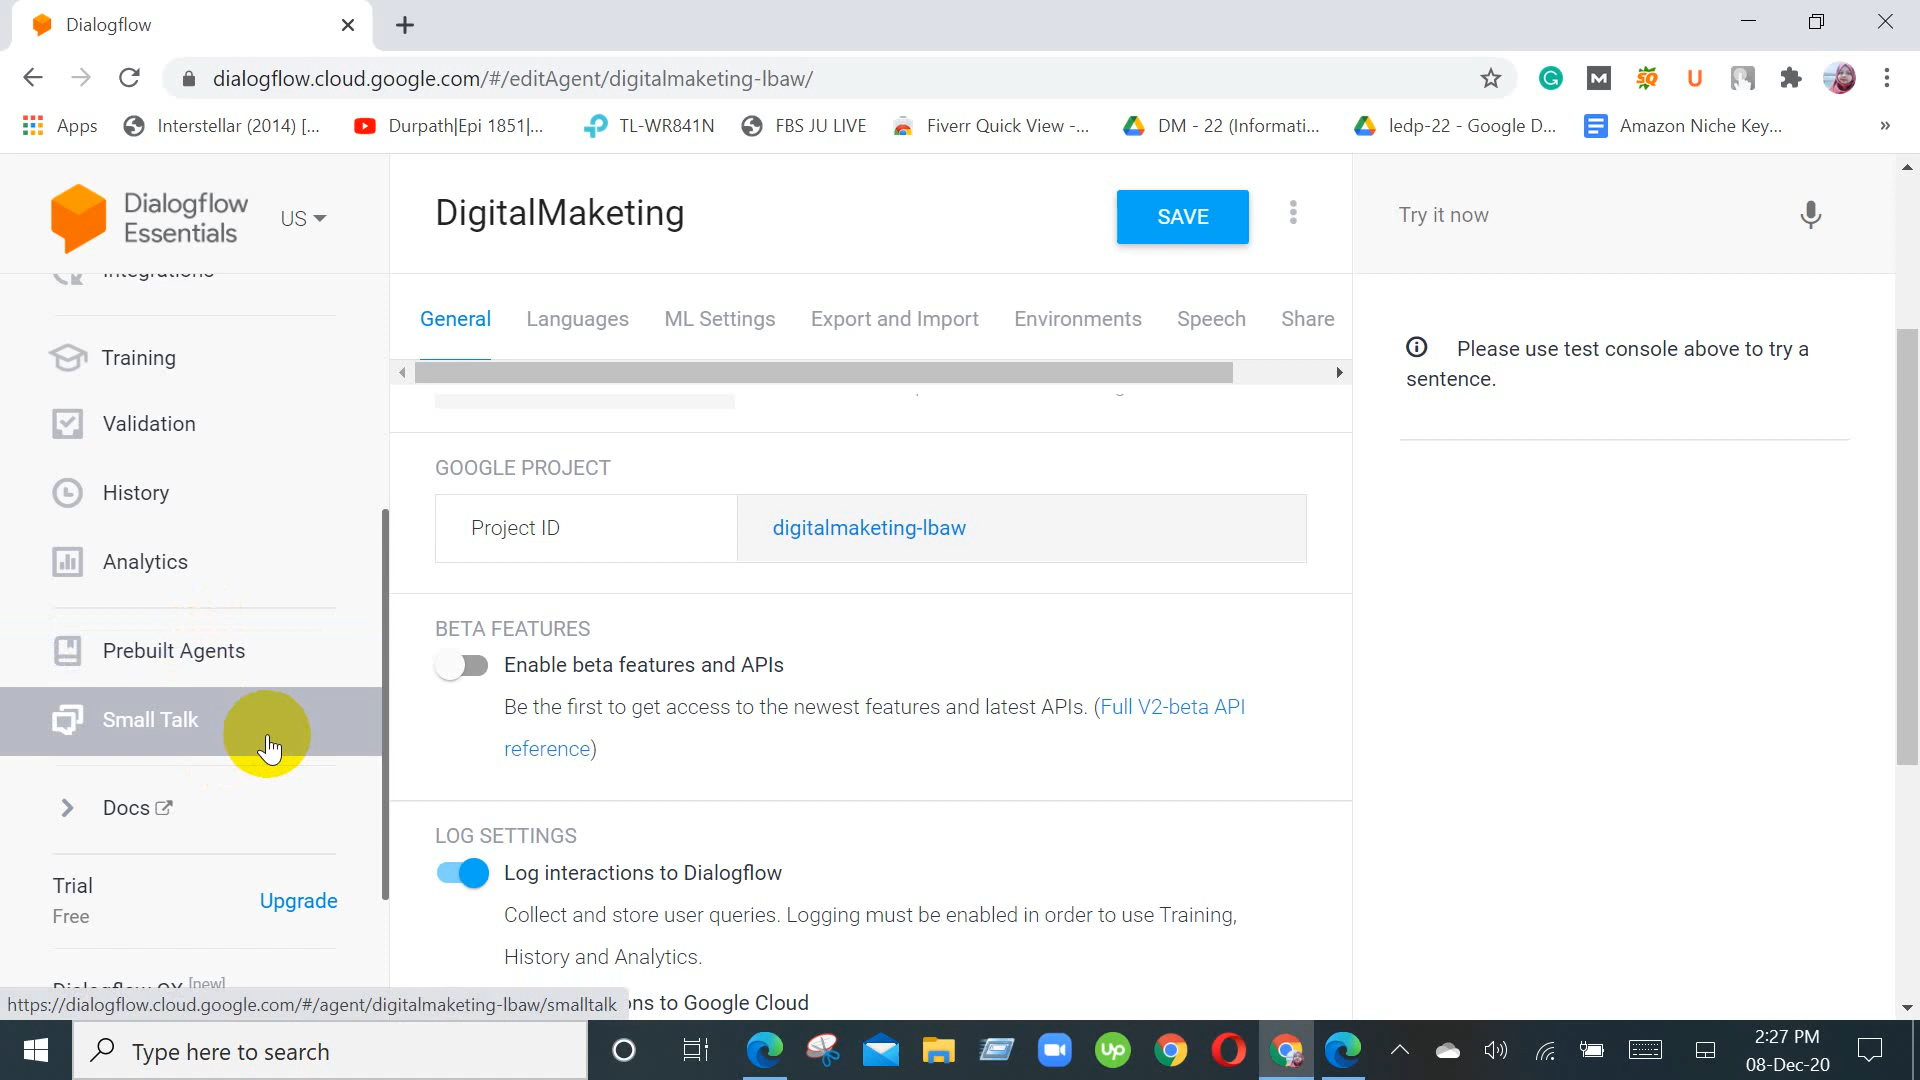 Dialogflow
dialogflow.cloud.google.com/#/editAgent/digitalmaketing-lbaw/
Apps
Interstellar (2014) [...
Durpath|Epi 1851|...
TL-WR841N
FBS JU LIVE
Fiverr Quick View -...
DM - 22 (Informati...
ledp-22 - Google D...
Amazon Niche Key...
»
Dialogflow
Essentials
US
DigitalMaketing
SAVE
Try it now
Integrations
General
Languages
ML Settings
Export and Import
Environments
Speech
Share
Please use test console above to try a
sentence.
Training
Validation
History
Analytics
Prebuilt Agents
Small Talk
Docs
Trial
Free
Upgrade
Dialogflow CX [new]
GOOGLE PROJECT
Project ID
digitalmaketing-lbaw
BETA FEATURES
Enable beta features and APIs
Be the first to get access to the newest features and latest APIs. (Full V2-beta API
reference)
LOG SETTINGS
Log interactions to Dialogflow
Collect and store user queries. Logging must be enabled in order to use Training,
History and Analytics.
ons to Google Cloud
https://dialogflow.cloud.google.com/#/agent/digitalmaketing-lbaw/smalltalk
Type here to search
up
2:27 PM
08-Dec-20